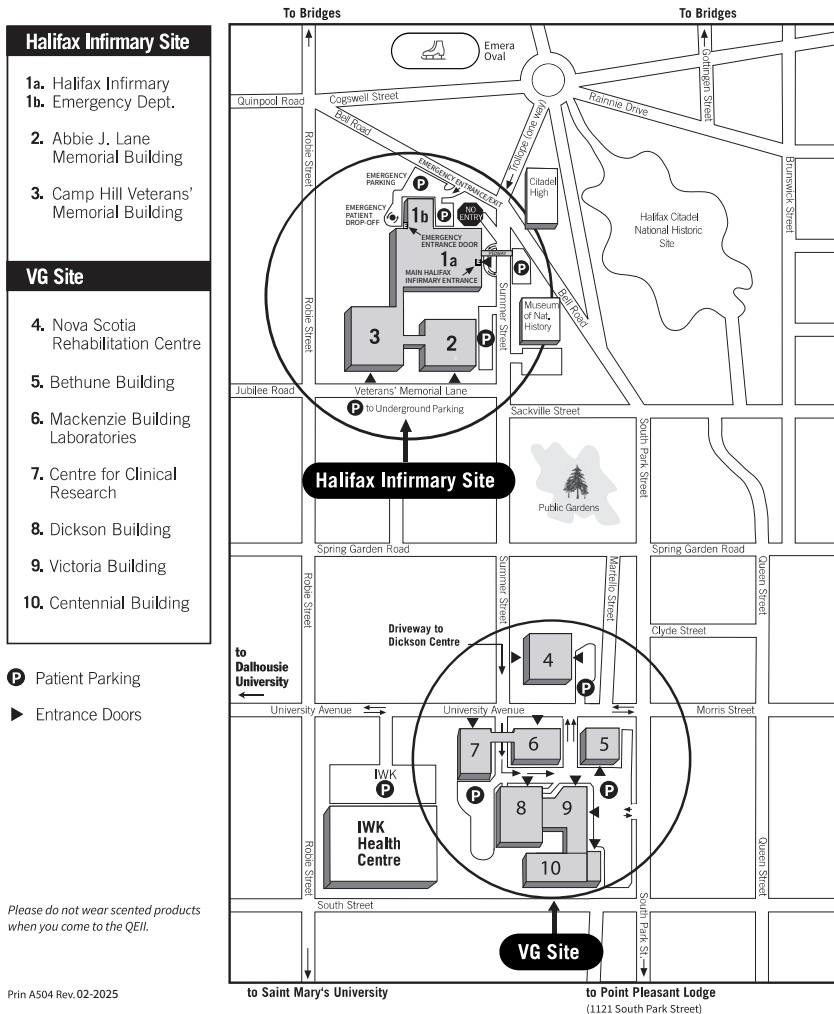 To Bridges
To Bridges
Halifax Infirmary Site
1a. Halifax Infirmary
1b. Emergency Dept.
2. Abbie J. Lane
Memorial Building
3. Camp Hill Veterans'
Memorial Building
VG Site
4. Nova Scotia
Rehabilitation Centre
5. Bethune Building
6. Mackenzie Building
Laboratories
7. Centre for Clinical
Research
8. Dickson Building
9. Victoria Building
10. Centennial Building
P Patient Parking
Entrance Doors
Please do not wear scented products
when you come to the QEII.
Prin A504 Rev. 02-2025
Emera
Oval
Gottingen Street
Quinpool Road
Cogswell Street
Rainnie Drive
Robie Street
Bell Road
Trollope (one way)
Brunswick Street
EMERGENCY ENTRANCE/EXIT
EMERGENCY
PARKING
P
Citadel
High
EMERGENCY
PATIENT
DROP-OFF
1b
P
NO
ENTRY
Halifax Citadel
National Historic
Site
EMERGENCY
ENTRANCE DOOR
1a
MAIN HALIFAX
INFIRMARY ENTRANCE
P
Robie Street
Summer Street
Bell Road
Museum
of Nat.
History
3
2
P
Jubilee Road
Veterans' Memorial Lane
P to Underground Parking
Sackville Street
South Park Street
Halifax Infirmary Site
Public Gardens
Spring Garden Road
Spring Garden Road
Robie Street
Summer Street
Martello Street
Queen Street
Driveway to
Dickson Centre
Clyde Street
to
Dalhousie
University
4
P
University Avenue
University Avenue
Morris Street
7
6
5
IWK
P
P
P
8
9
IWK
Health
Centre
10
Robie Street
Queen Street
South Street
South Park St.
VG Site
to Saint Mary's University
to Point Pleasant Lodge
(1121 South Park Street)